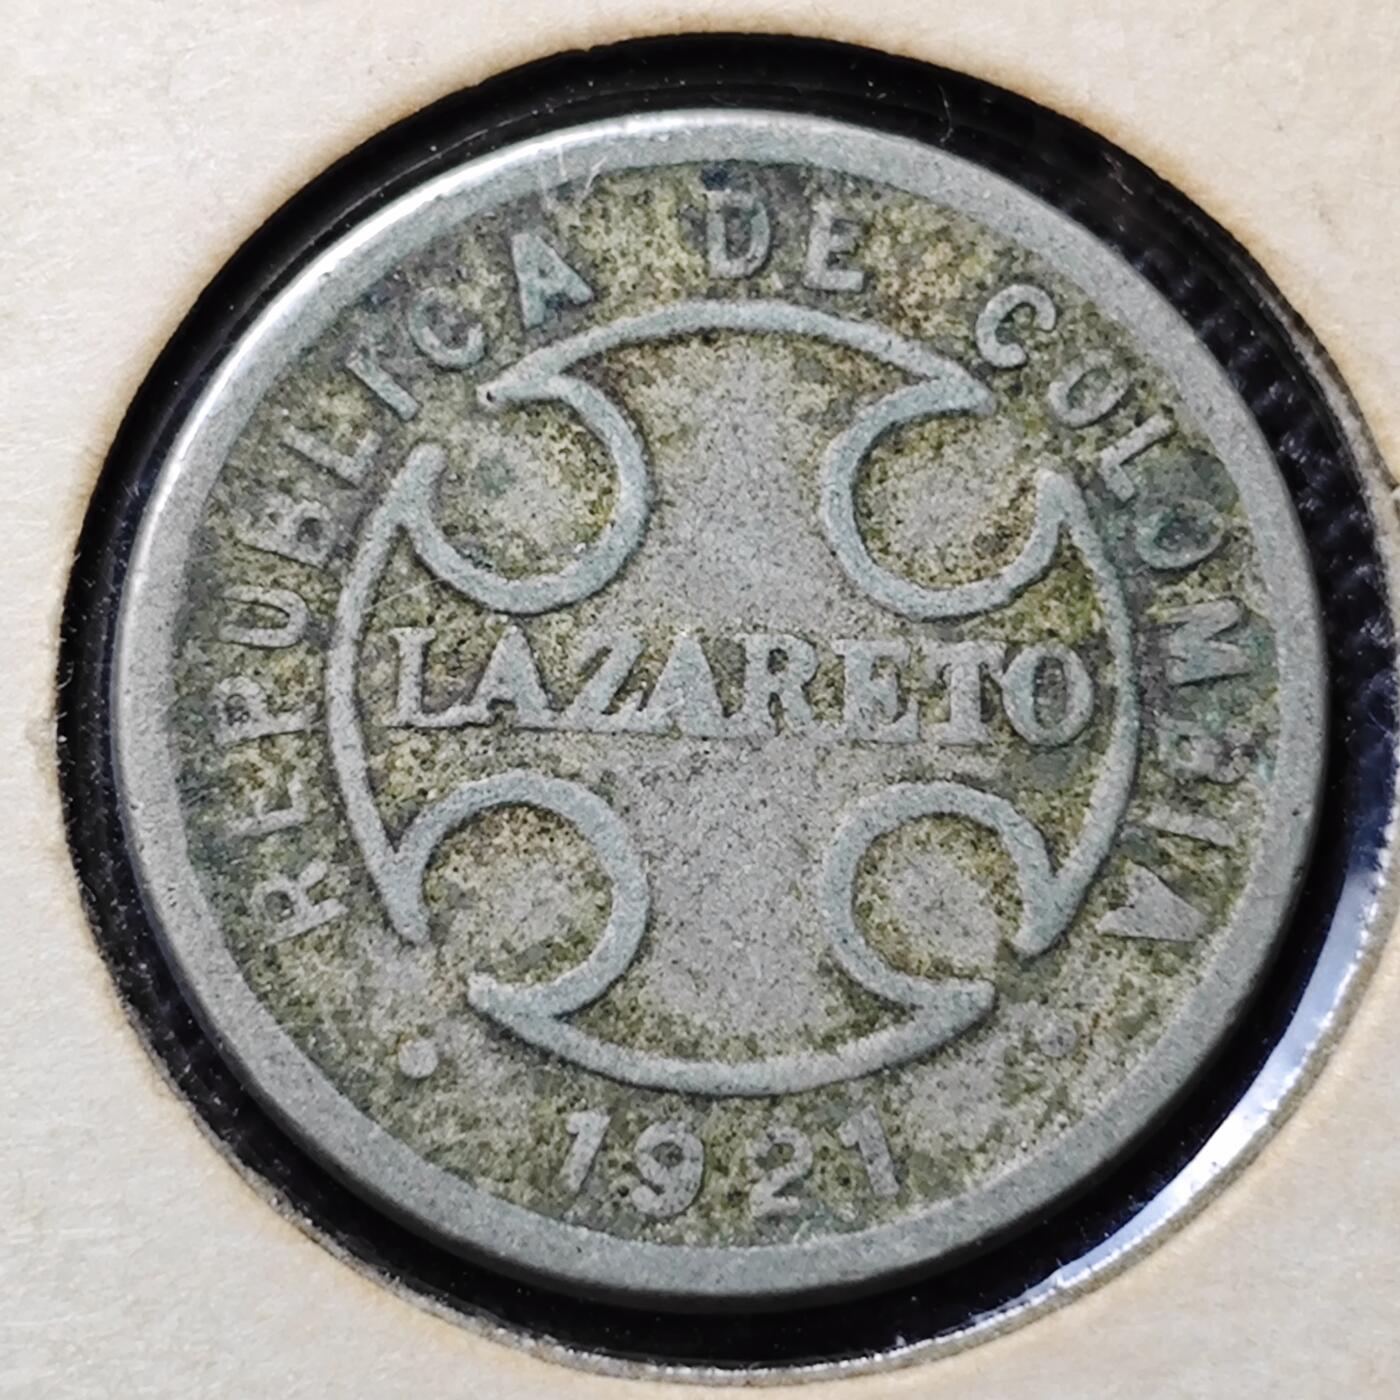 REPUBLICA DE COLOMBIA
LAZARETO
1921